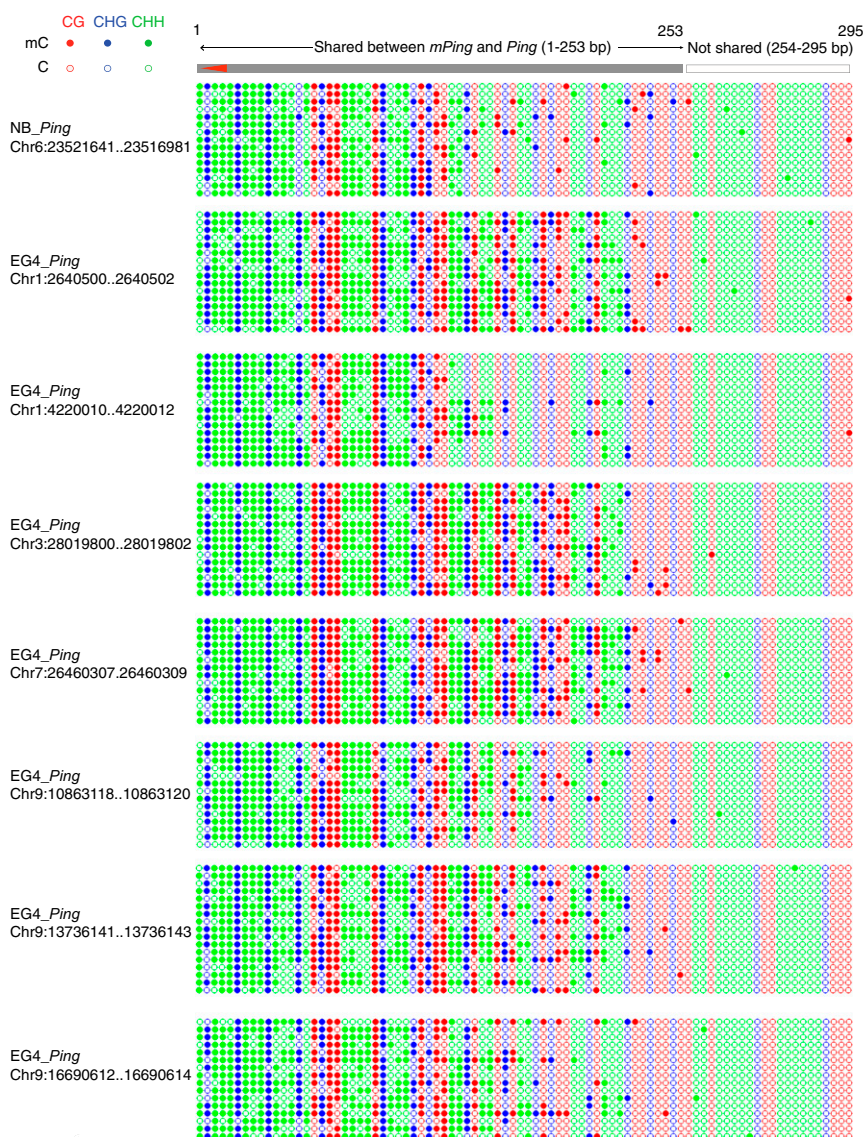 CG CHG CHH
mC
C
1 253 295
Shared between mPing and Ping (1-253 bp) Not shared (254-295 bp)
NB_Ping
Chr6:23521641..23516981
EG4_Ping
Chr1:2640500..2640502
EG4_Ping
Chr1:4220010..4220012
EG4_Ping
Chr3:28019800..28019802
EG4_Ping
Chr7:26460307.26460309
EG4_Ping
Chr9:10863118..10863120
EG4_Ping
Chr9:13736141..13736143
EG4_Ping
Chr9:16690612..16690614